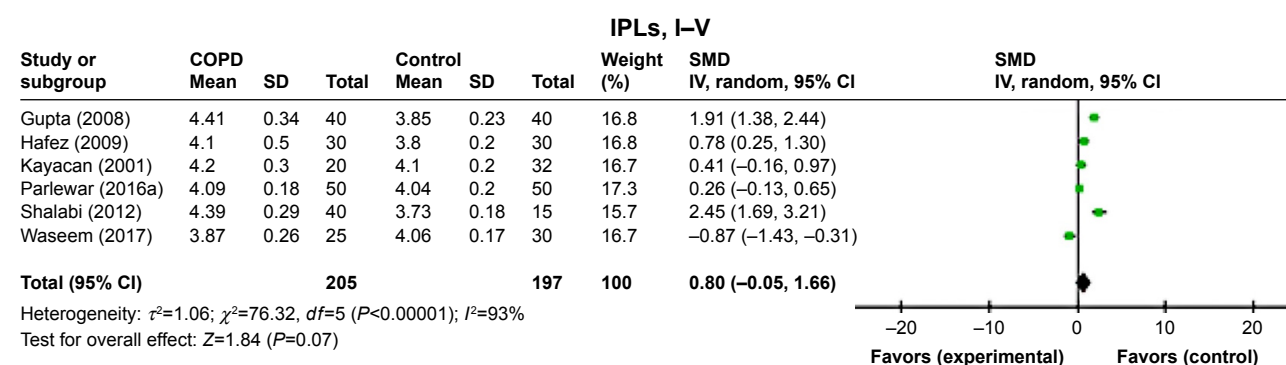 IPLs, I–V
Study or subgroup COPD Mean SD Total Control Mean SD Total Weight (%) SMD IV, random, 95% CI SMD IV, random, 95% CI
Gupta (2008) 4.41 0.34 40 3.85 0.23 40 16.8 1.91 (1.38, 2.44)
Hafez (2009) 4.1 0.5 30 3.8 0.2 30 16.8 0.78 (0.25, 1.30)
Kayacan (2001) 4.2 0.3 20 4.1 0.2 32 16.7 0.41 (–0.16, 0.97)
Parlewar (2016a) 4.09 0.18 50 4.04 0.2 50 17.3 0.26 (–0.13, 0.65)
Shalabi (2012) 4.39 0.29 40 3.73 0.18 15 15.7 2.45 (1.69, 3.21)
Waseem (2017) 3.87 0.26 25 4.06 0.17 30 16.7 –0.87 (–1.43, –0.31)
Total (95% CI) 205 197 100 0.80 (–0.05, 1.66)
Heterogeneity: τ²=1.06; χ²=76.32, df=5 (P<0.00001); I²=93%
Test for overall effect: Z=1.84 (P=0.07)
–20 –10 0 10 20
Favors (experimental) Favors (control)